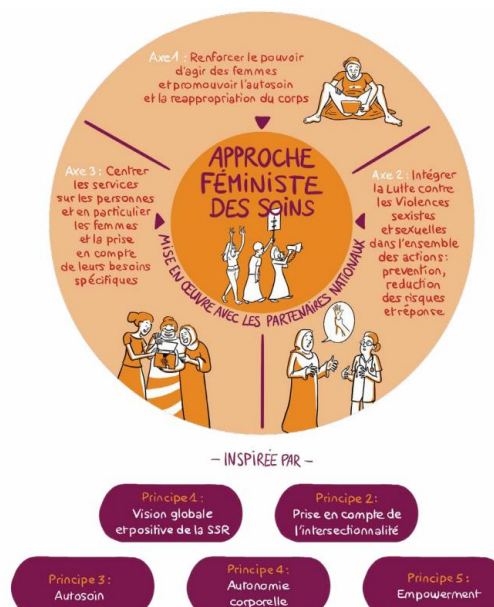 Axe 1 : Renforcer le pouvoir
d'agir des femmes
et promouvoir l'autosoin
et la reappropriation du corps
Axe 3 : Centrer
les services
sur les personnes
et en particulier
les femmes
et la prise
en compte
de leurs besoins
spécifiques
APPROCHE
FÉMINISTE
DES SOINS
MISE EN ŒUVRE AVEC LES PARTENAIRES NATIONAUX
Axe 2 : Intégrer
la Lutte contre
les Violences
sexistes
et sexuelles
dans l'ensemble
des actions :
prevention,
reduction
des risques
et réponse
- INSPIRÉE PAR -
Principe 1 :
Vision globale
et positive de la SSR
Principe 2 :
Prise en compte de
l'intersectionnalité
Principe 3 :
Autosoin
Principe 4 :
Autonomie
corporelle
Principe 5 :
Empowerment